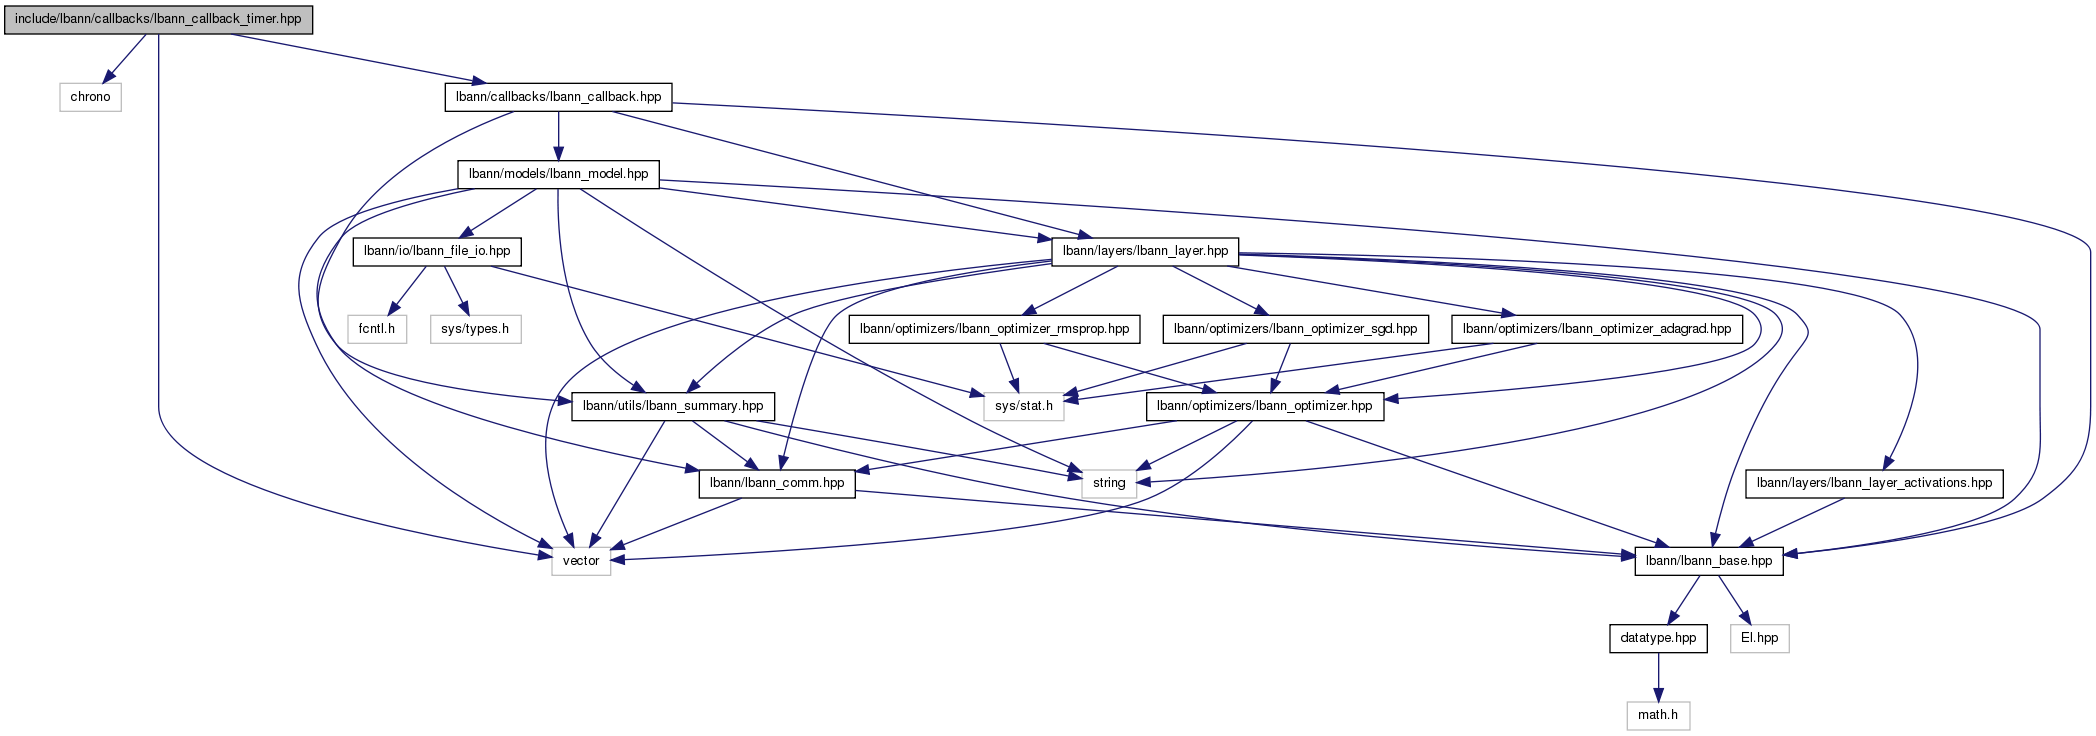 include/lbann/callbacks/lbann_callback_timer.hpp
chrono
lbann/callbacks/lbann_callback.hpp
lbann/models/lbann_model.hpp
lbann/io/lbann_file_io.hpp
lbann/layers/lbann_layer.hpp
fcntl.h
sys/types.h
lbann/optimizers/lbann_optimizer_rmsprop.hpp
lbann/optimizers/lbann_optimizer_sgd.hpp
lbann/optimizers/lbann_optimizer_adagrad.hpp
lbann/utils/lbann_summary.hpp
sys/stat.h
lbann/optimizers/lbann_optimizer.hpp
lbann/lbann_comm.hpp
string
lbann/layers/lbann_layer_activations.hpp
vector
lbann/lbann_base.hpp
datatype.hpp
El.hpp
math.h